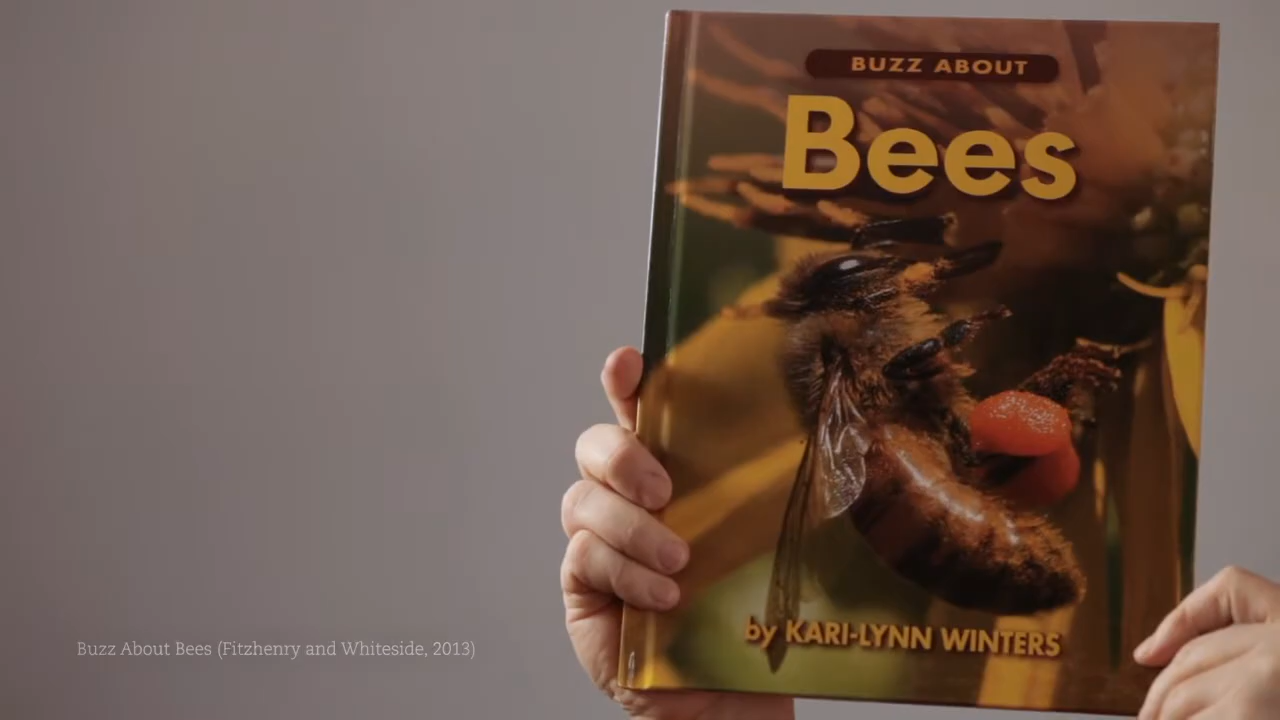 BUZZ ABOUT
Bees
by KARI-LYNN WINTERS
Buzz About Bees (Fitzhenry and Whiteside, 2013)